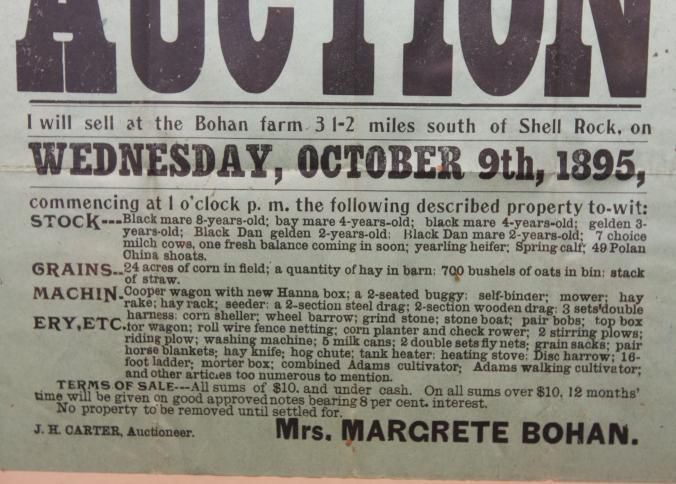 AUCTION
I will sell at the Bohan farm 3 1-2 miles south of Shell Rock, on
WEDNESDAY, OCTOBER 9th, 1895,
commencing at 1 o'clock p. m. the following described property to-wit:
STOCK---Black mare 8-years-old; bay mare 4-years-old; black mare 4-years-old; gelden 3-
years-old; Black Dan gelden 2-years-old; Black Dan mare 2-years-old; 7 choice
milch cows, one fresh balance coming in soon; yearling heifer; Spring calf; 49 Polan
China shoats.
GRAINS..24 acres of corn in field; a quantity of hay in barn; 700 bushels of oats in bin; stack
of straw.
MACHIN-Cooper wagon with new Hanna box; a 2-seated buggy; self-binder; mower; hay
rake; hay rack; seeder; a 2-section steel drag; 2-section wooden drag; 3 sets double
harness; corn sheller; wheel barrow; grind stone; stone boat; pair bobs; top box
ERY, ETC. for wagon; roll wire fence netting; corn planter and check rower; 2 stirring plows;
riding plow; washing machine; 5 milk cans; 2 double sets fly nets; grain sacks; pair
horse blankets; hay knife; hog chute; tank heater; heating stove; Disc harrow; 16-
foot ladder; morter box; combined Adams cultivator; Adams walking cultivator;
and other articles too numerous to mention.
TERMS OF SALE---All sums of $10, and under cash. On all sums over $10, 12 months'
time will be given on good approved notes bearing 8 per cent. interest.
No property to be removed until settled for.
J. H. CARTER, Auctioneer.
Mrs. MARGRETE BOHAN.